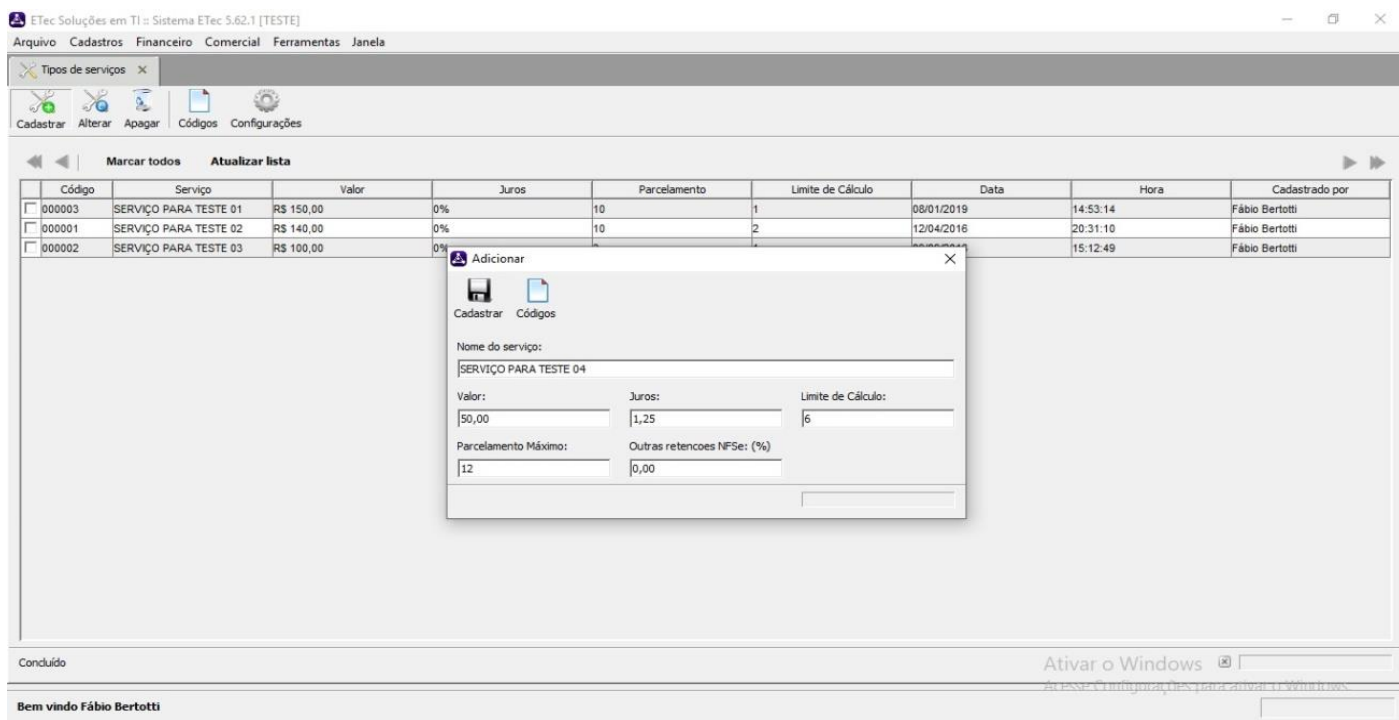 ETec Soluções em TI :: Sistema ETec 5.62.1 [TESTE]
Arquivo Cadastros Financeiro Comercial Ferramentas Janela
Tipos de serviços
Cadastrar Alterar Apagar Códigos Configurações
Marcar todos Atualizar lista
Código Serviço Valor Juros Parcelamento Limite de Cálculo Data Hora Cadastrado por
000003 SERVIÇO PARA TESTE 01 R$ 150,00 0% 10 1 08/01/2019 14:53:14 Fábio Bertotti
000001 SERVIÇO PARA TESTE 02 R$ 140,00 0% 10 2 12/04/2016 20:31:10 Fábio Bertotti
000002 SERVIÇO PARA TESTE 03 R$ 100,00 15:12:49 Fábio Bertotti
Adicionar
Cadastrar Códigos
Nome do serviço:
SERVIÇO PARA TESTE 04
Valor: Juros: Limite de Cálculo:
50,00 1,25 6
Parcelamento Máximo: Outras retencoes NFSe: (%)
12 0,00
Concluído
Ativar o Windows
Acesse Configurações para ativar o Windows.
Bem vindo Fábio Bertotti